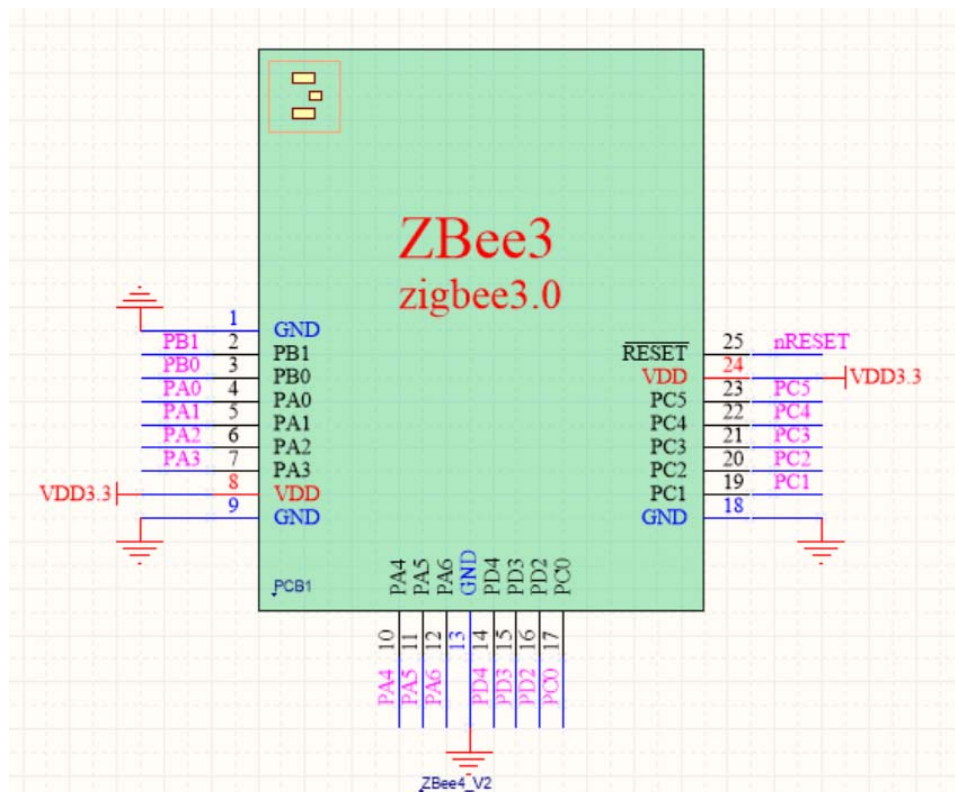 ZBee3
zigbee3.0
1 GND
PB1 2 PB1
PB0 3 PB0
PA0 4 PA0
PA1 5 PA1
PA2 6 PA2
PA3 7 PA3
VDD3.3 8 VDD
9 GND
RESET 25 nRESET
VDD 24 VDD3.3
PC5 23 PC5
PC4 22 PC4
PC3 21 PC3
PC2 20 PC2
PC1 19 PC1
GND 18
PCB1
PA4 10 PA4
PA5 11 PA5
PA6 12 PA6
GND 13
PD4 14 PD4
PD3 15 PD3
PD2 16 PD2
PC0 17 PC0
ZBee4_V2